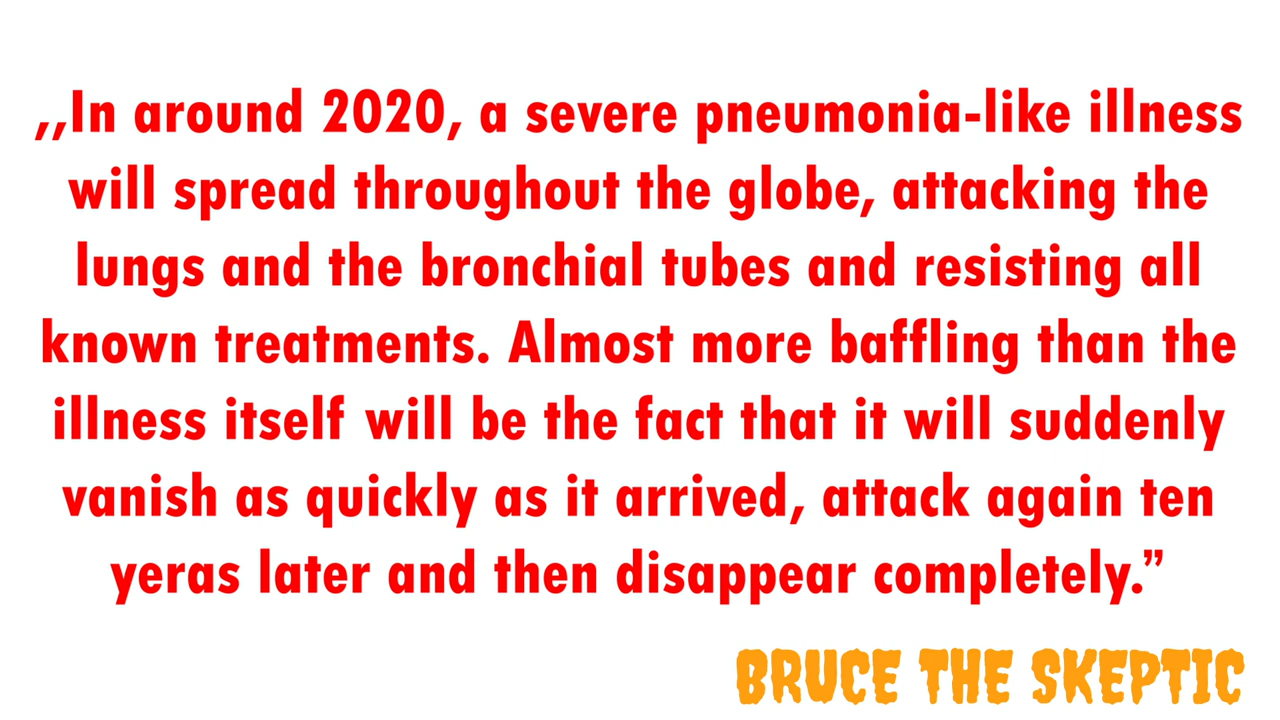 ,,In around 2020, a severe pneumonia-like illness
will spread throughout the globe, attacking the
lungs and the bronchial tubes and resisting all
known treatments. Almost more baffling than the
illness itself will be the fact that it will suddenly
vanish as quickly as it arrived, attack again ten
yeras later and then disappear completely.”
BRUCE THE SKEPTIC